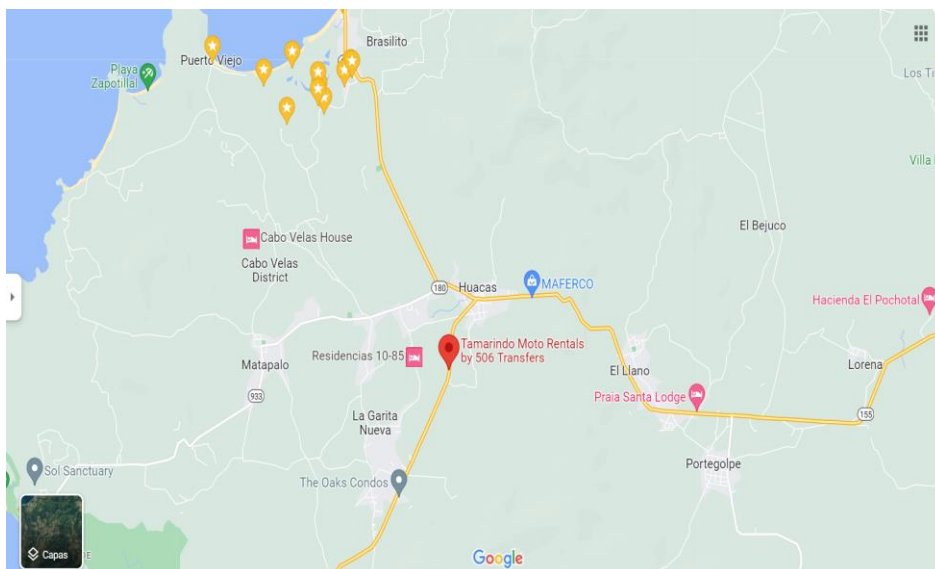 Brasilito
Puerto Viejo
Playa
Zapotillal
Los Ti
Villa
El Bejuco
Cabo Velas House
Cabo Velas
District
180
Huacas
MAFERCO
Hacienda El Pochotal
Tamarindo Moto Rentals
by 506 Transfers
Residencias 10-85
Matapalo
El Llano
Lorena
933
Praia Santa Lodge
155
La Garita
Nueva
Portegolpe
Sol Sanctuary
The Oaks Condos
Capas
DE
Google